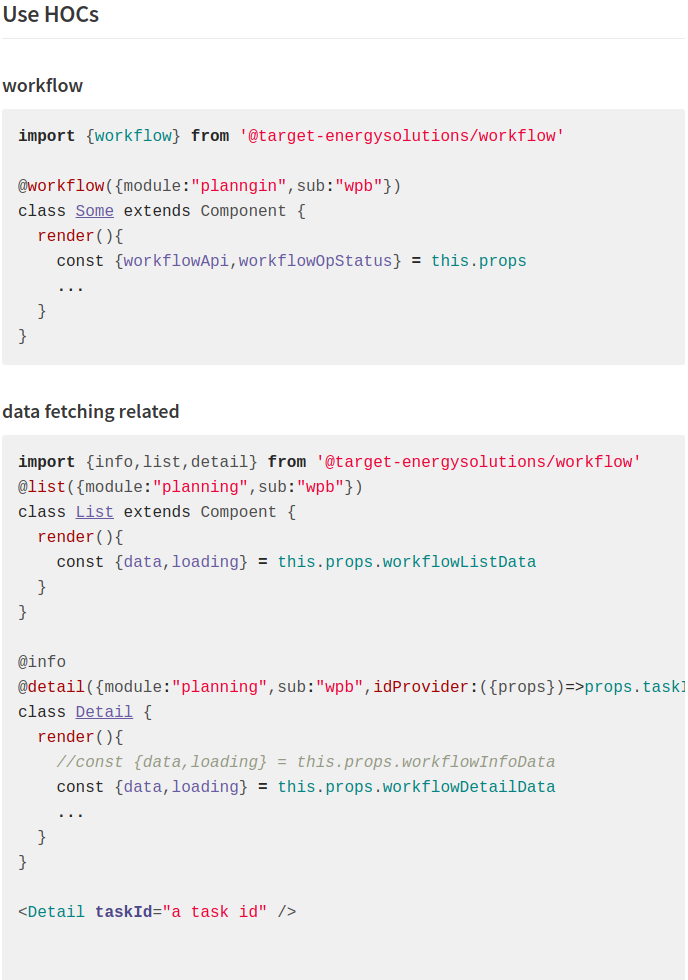 Use HOCs
workflow
import {workflow} from '@target-energysolutions/workflow'
@workflow({module:"planngin",sub:"wpb"})
class Some extends Component {
render(){
const {workflowApi,workflowOpStatus} = this.props
...
}
}
data fetching related
import {info,list,detail} from '@target-energysolutions/workflow'
@list({module:"planning",sub:"wpb"})
class List extends Compoent {
render(){
const {data,loading} = this.props.workflowListData
}
}
@info
@detail({module:"planning",sub:"wpb",idProvider:({props})=>props.taskI
class Detail {
render(){
//const {data,loading} = this.props.workflowInfoData
const {data,loading} = this.props.workflowDetailData
...
}
}
<Detail taskId="a task id" />